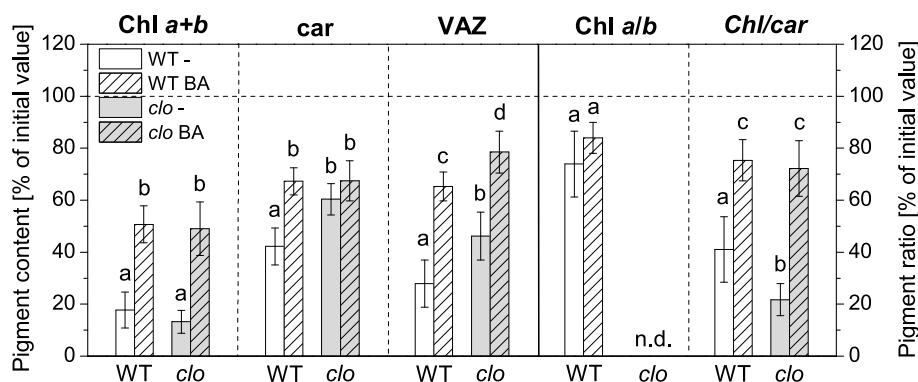 Chl a+b car VAZ Chl a/b Chl/car
Pigment content [% of initial value]
Pigment ratio [% of initial value]
120 120
100 100
80 80
60 60
40 40
20 20
0 0
WT -
WT BA
clo -
clo BA
a b a b
a b b b
a c b d
a a
n.d.
a c b c
WT clo WT clo WT clo WT clo WT clo